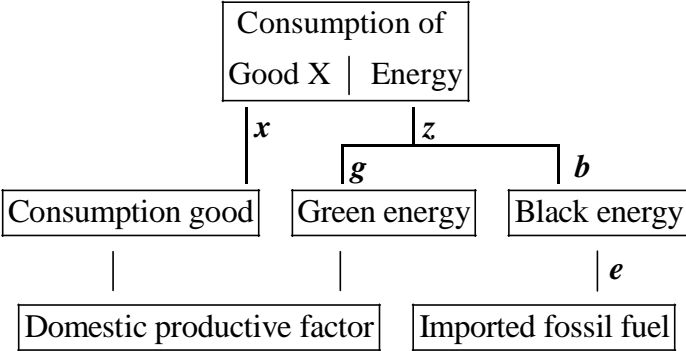 Consumption of
Good X | Energy
x z
g b
Consumption good Green energy Black energy
e
Domestic productive factor Imported fossil fuel